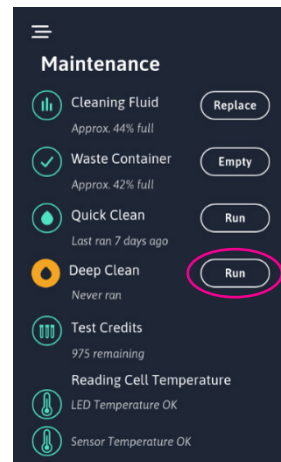 Maintenance
Cleaning Fluid Replace
Approx. 44% full
Waste Container Empty
Approx. 42% full
Quick Clean Run
Last ran 7 days ago
Deep Clean Run
Never ran
Test Credits
975 remaining
Reading Cell Temperature
LED Temperature OK
Sensor Temperature OK